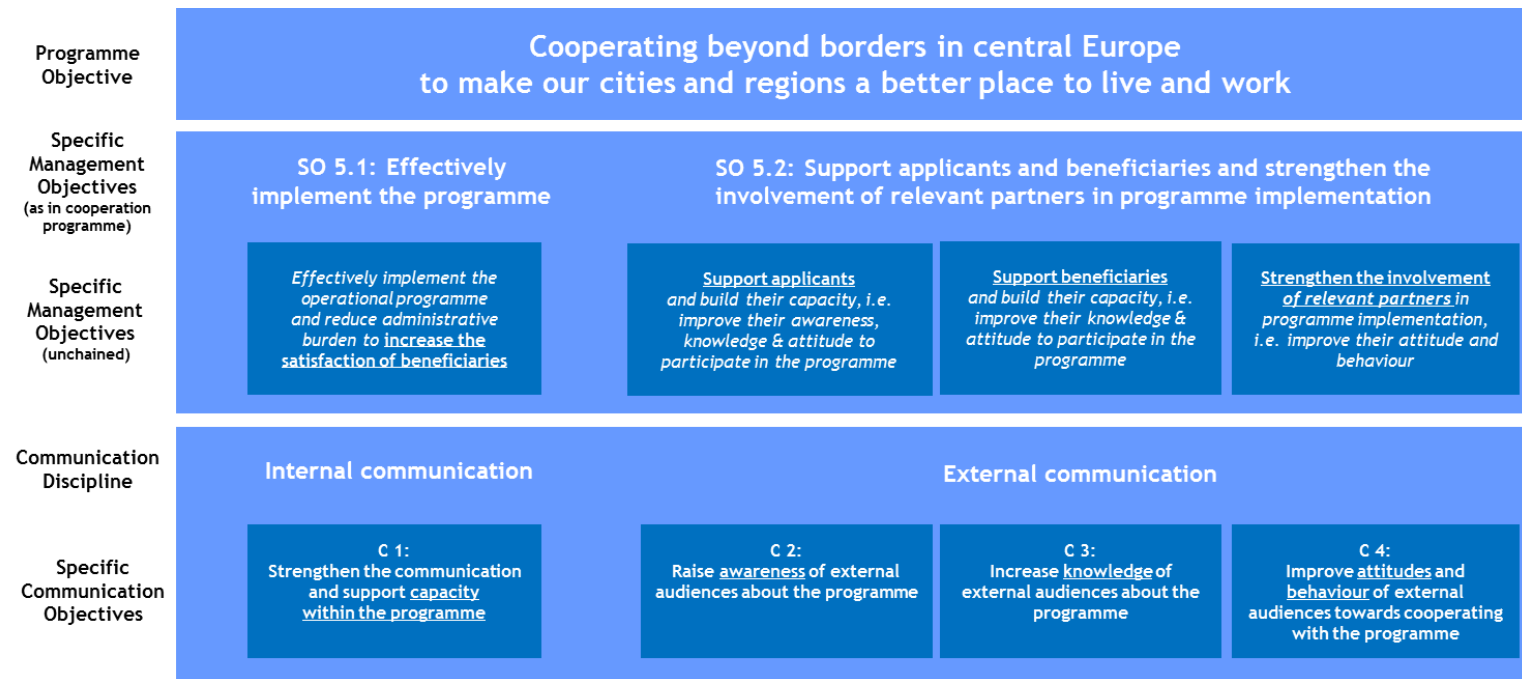 Programme
Objective
Cooperating beyond borders in central Europe
to make our cities and regions a better place to live and work
Specific
Management
Objectives
(as in cooperation
programme)
SO 5.1: Effectively
implement the programme
SO 5.2: Support applicants and beneficiaries and strengthen the
involvement of relevant partners in programme implementation
Specific
Management
Objectives
(unchained)
Effectively implement the
operational programme
and reduce administrative
burden to increase the
satisfaction of beneficiaries
Support applicants
and build their capacity, i.e.
improve their awareness,
knowledge & attitude to
participate in the programme
Support beneficiaries
and build their capacity, i.e.
improve their knowledge &
attitude to participate in the
programme
Strengthen the involvement
of relevant partners in
programme implementation,
i.e. improve their attitude and
behaviour
Communication
Discipline
Internal communication
External communication
Specific
Communication
Objectives
C 1:
Strengthen the communication
and support capacity
within the programme
C 2:
Raise awareness of external
audiences about the programme
C 3:
Increase knowledge of
external audiences about the
programme
C 4:
Improve attitudes and
behaviour of external
audiences towards cooperating
with the programme